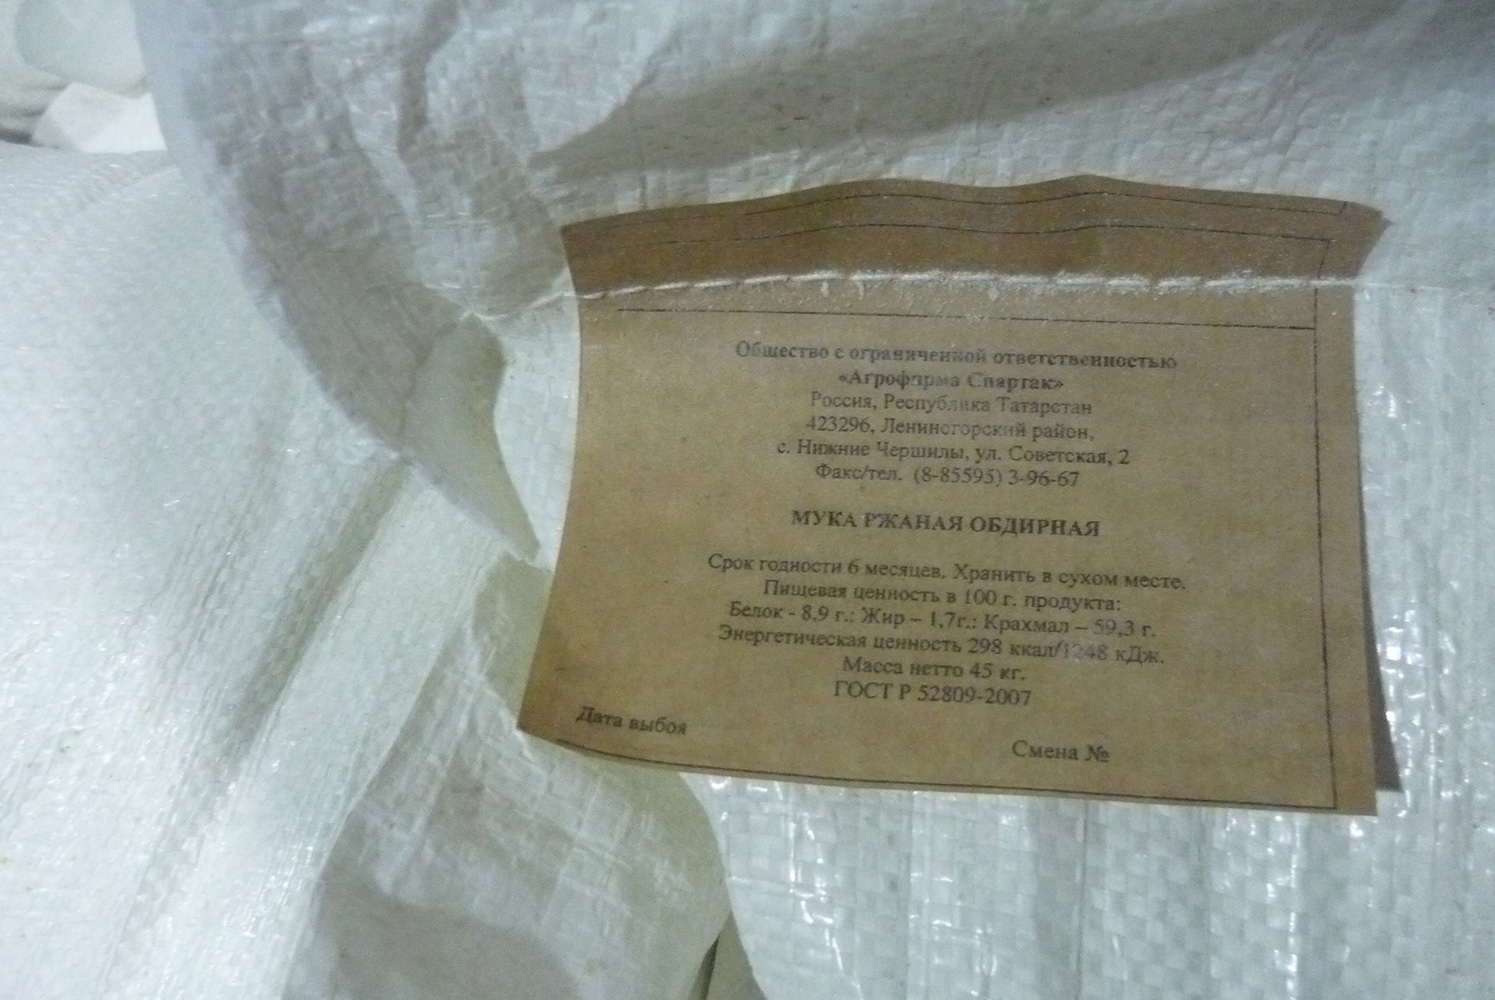 Общество с ограниченной ответственностью
«Агрофирма Спартак»
Россия, Республика Татарстан
423296, Лениногорский район,
с. Нижние Чершилы, ул. Советская, 2
Факс/тел. (8-85595) 3-96-67
МУКА РЖАНАЯ ОБДИРНАЯ
Срок годности 6 месяцев. Хранить в сухом месте.
Пищевая ценность в 100 г. продукта:
Белок - 8,9 г.: Жир – 1,7г.: Крахмал – 59,3 г.
Энергетическая ценность 298 ккал/1248 кДж.
Масса нетто 45 кг.
ГОСТ Р 52809-2007
Дата выбоя
Смена №